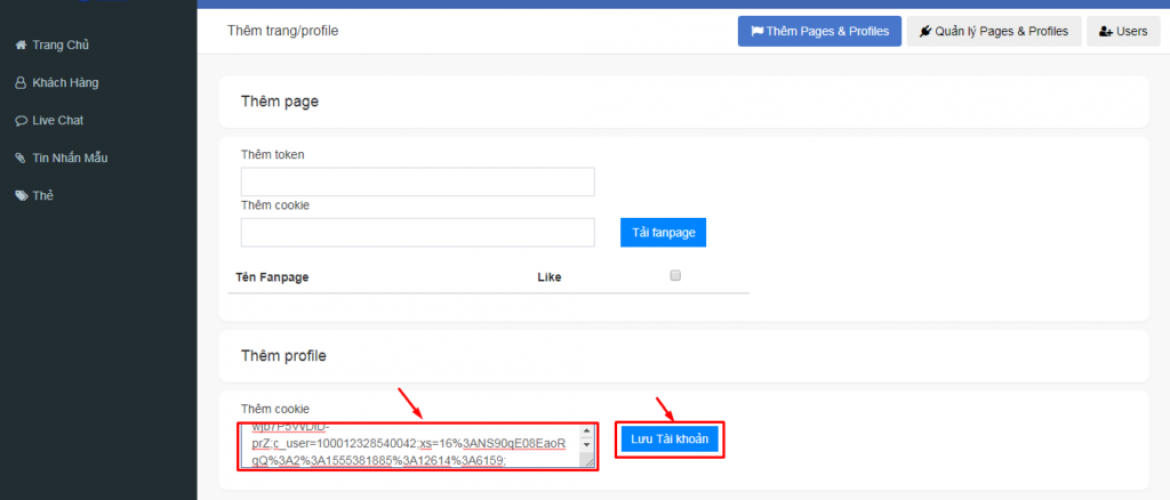 Thêm trang/profile
Thêm Pages & Profiles
Quản lý Pages & Profiles
Users
Trang Chủ
Khách Hàng
Live Chat
Tin Nhắn Mẫu
Thẻ
Thêm page
Thêm token
Thêm cookie
Tải fanpage
Tên Fanpage
Like
Thêm profile
Thêm cookie
prZ;c_user=100012328540042;xs=16%3ANS90qE08EaoR
gQ%3A2%3A1555381885%3A12614%3A6159;
Lưu Tài khoản